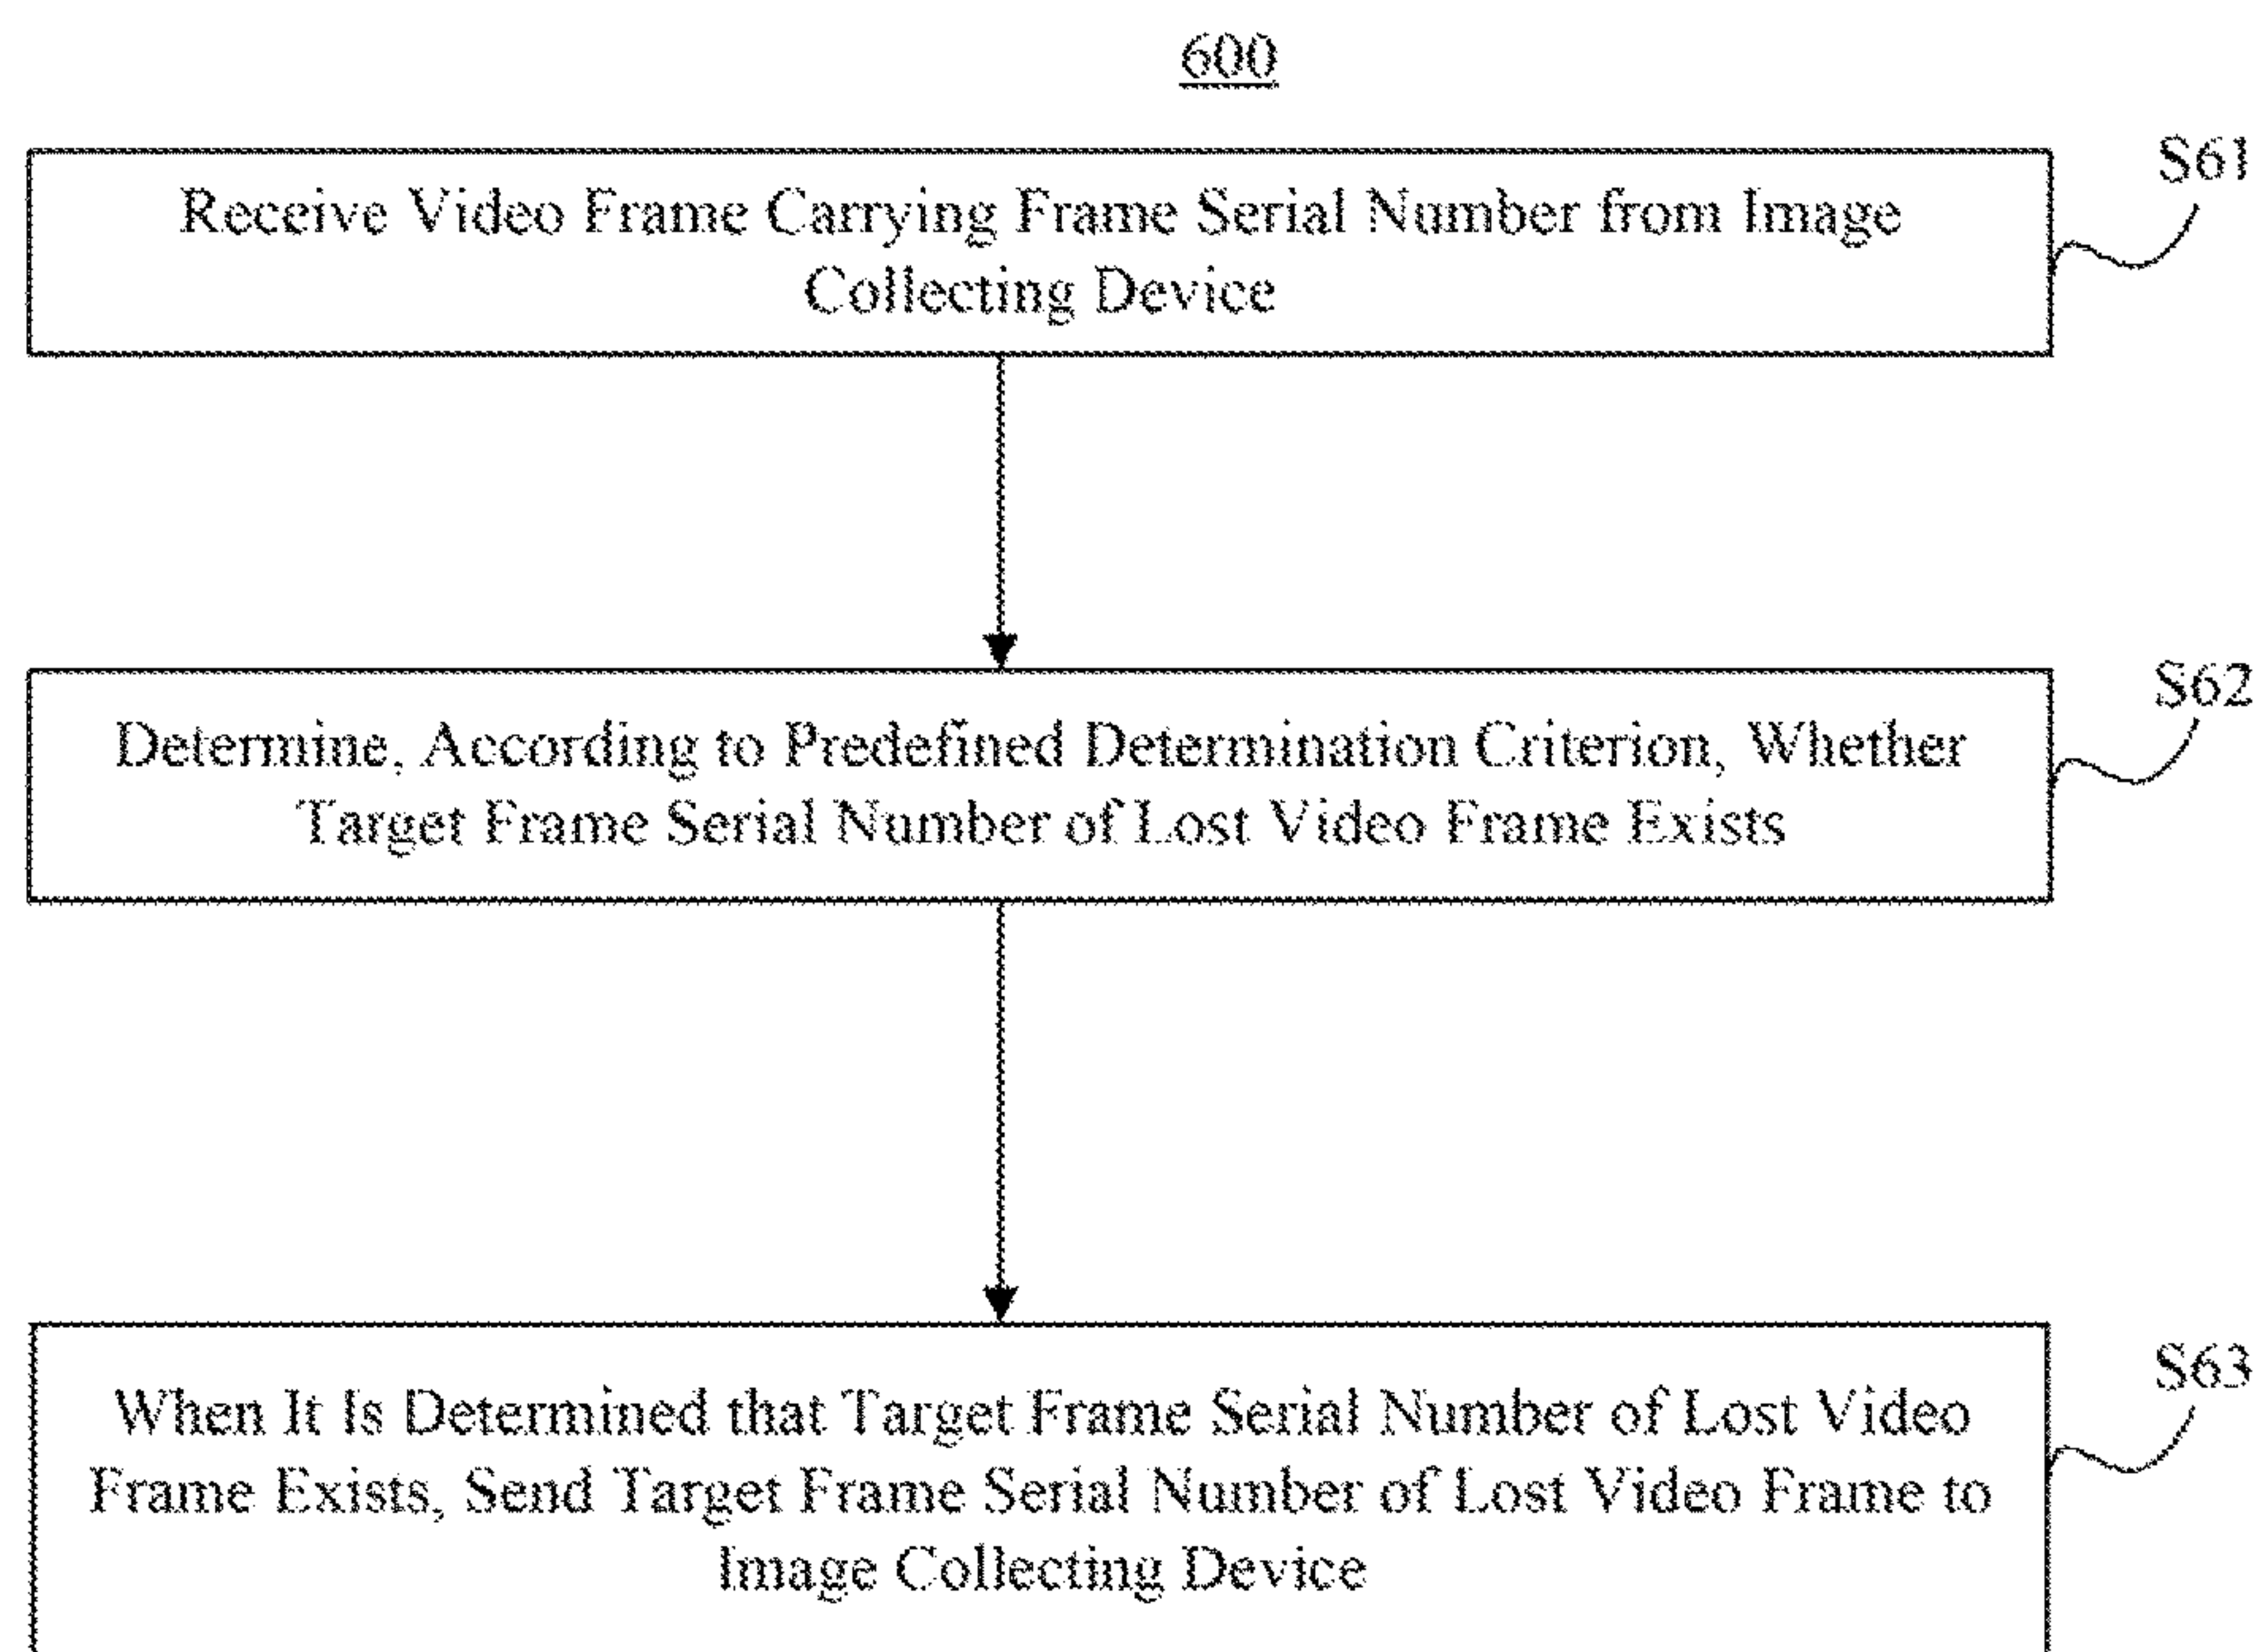 600
S61
Receive Video Frame Carrying Frame Serial Number from Image
Collecting Device
S62
Determine, According to Predefined Determination Criterion, Whether
Target Frame Serial Number of Lost Video Frame Exists
S63
When It Is Determined that Target Frame Serial Number of Lost Video
Frame Exists, Send Target Frame Serial Number of Lost Video Frame to
Image Collecting Device